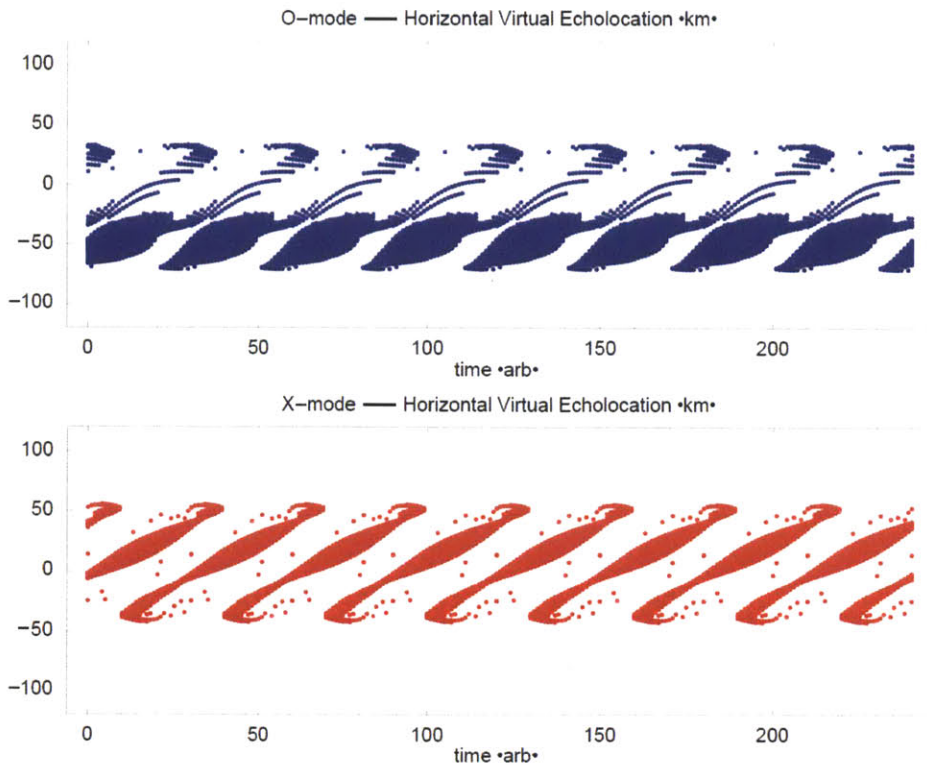 O–mode — Horizontal Virtual Echolocation •km•
100
50
0
−50
−100
0 50 100 150 200
time •arb•
X–mode — Horizontal Virtual Echolocation •km•
100
50
0
−50
−100
0 50 100 150 200
time •arb•